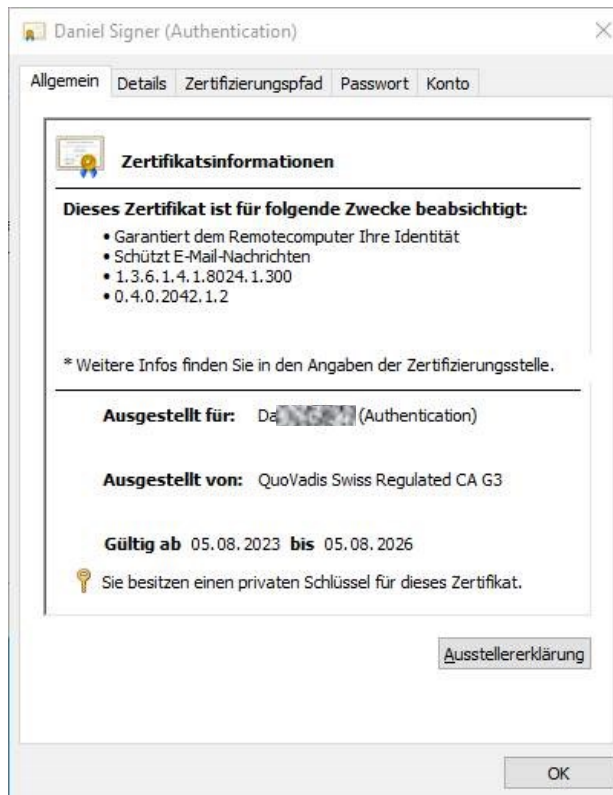 Daniel Signer (Authentication)
Allgemein Details Zertifizierungspfad Passwort Konto
Zertifikatsinformationen
Dieses Zertifikat ist für folgende Zwecke beabsichtigt:
• Garantiert dem Remotecomputer Ihre Identität
• Schützt E-Mail-Nachrichten
• 1.3.6.1.4.1.8024.1.300
• 0.4.0.2042.1.2
* Weitere Infos finden Sie in den Angaben der Zertifizierungsstelle.
Ausgestellt für: Da (Authentication)
Ausgestellt von: QuoVadis Swiss Regulated CA G3
Gültig ab 05.08.2023 bis 05.08.2026
Sie besitzen einen privaten Schlüssel für dieses Zertifikat.
Ausstellererklärung
OK